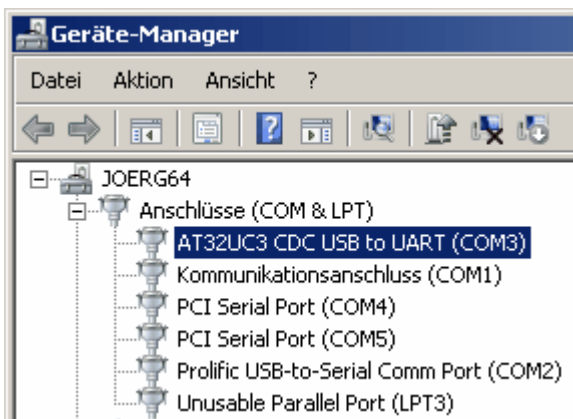 Geräte-Manager
Datei Aktion Ansicht ?
JOERG64
Anschlüsse (COM & LPT)
AT32UC3 CDC USB to UART (COM3)
Kommunikationsanschluss (COM1)
PCI Serial Port (COM4)
PCI Serial Port (COM5)
Prolific USB-to-Serial Comm Port (COM2)
Unusable Parallel Port (LPT3)